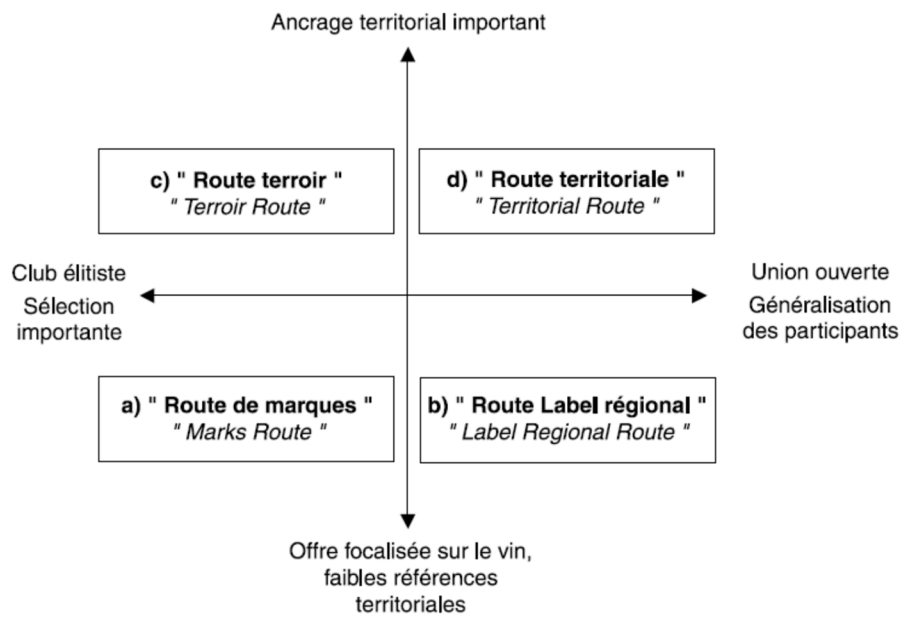 Ancrage territorial important
c) " Route terroir "
" Terroir Route "
d) " Route territoriale "
" Territorial Route "
Club élitiste
Sélection
importante
Union ouverte
Généralisation
des participants
a) " Route de marques "
" Marks Route "
b) " Route Label régional "
" Label Regional Route "
Offre focalisée sur le vin,
faibles références
territoriales